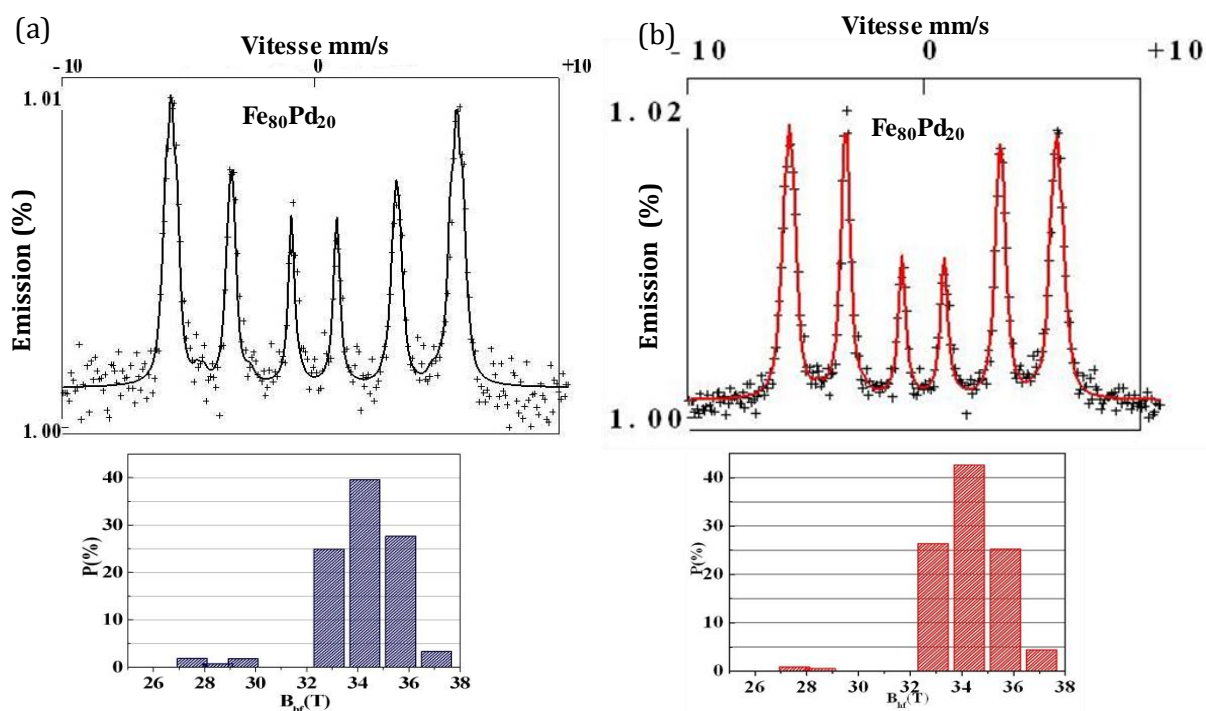 (a)
Vitesse mm/s
-10 0 +10
1.01
Fe80Pd20
Emission (%)
1.00
40
30
20
10
0
P(%)
26 28 30 32 34 36 38
Bhf(T)
(b)
Vitesse mm/s
-10 0 +10
1.02
Fe80Pd20
Emission (%)
1.00
40
30
20
10
0
P(%)
26 28 30 32 34 36 38
Bhf(T)